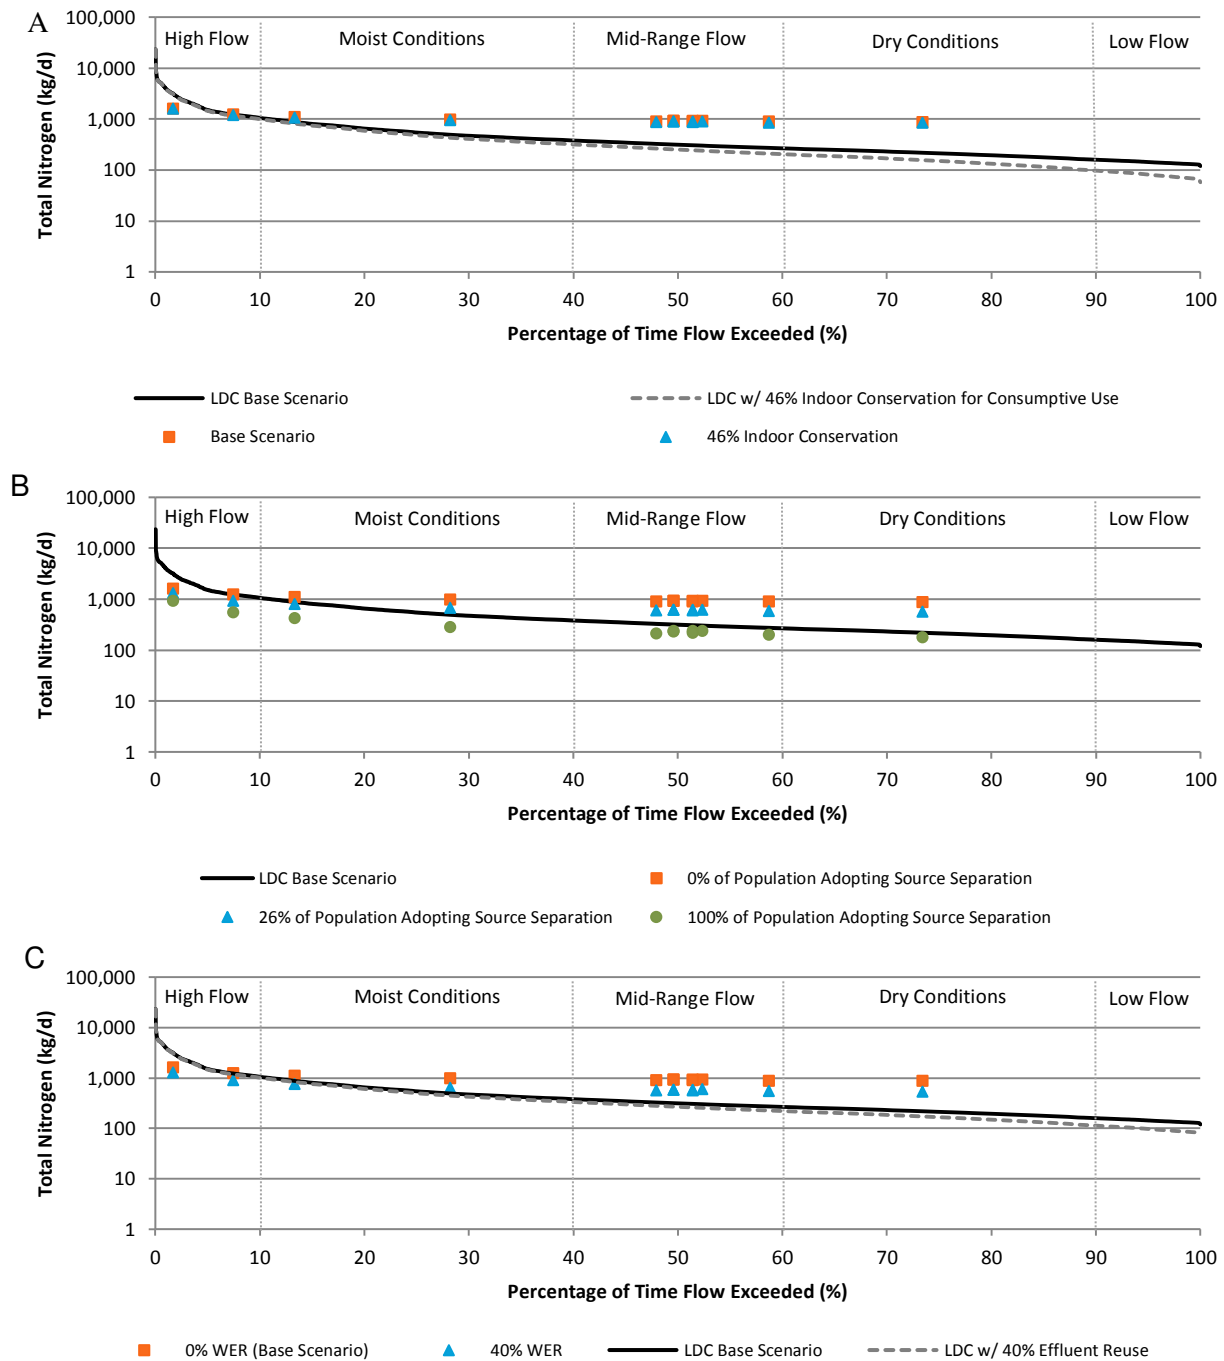 A
100,000
10,000
1,000
100
10
1
Total Nitrogen (kg/d)
High Flow
Moist Conditions
Mid-Range Flow
Dry Conditions
Low Flow
0 10 20 30 40 50 60 70 80 90 100
Percentage of Time Flow Exceeded (%)
LDC Base Scenario
LDC w/ 46% Indoor Conservation for Consumptive Use
Base Scenario
46% Indoor Conservation
B
100,000
10,000
1,000
100
10
1
Total Nitrogen (kg/d)
High Flow
Moist Conditions
Mid-Range Flow
Dry Conditions
Low Flow
0 10 20 30 40 50 60 70 80 90 100
Percentage of Time Flow Exceeded (%)
LDC Base Scenario
0% of Population Adopting Source Separation
26% of Population Adopting Source Separation
100% of Population Adopting Source Separation
C
100,000
10,000
1,000
100
10
1
Total Nitrogen (kg/d)
High Flow
Moist Conditions
Mid-Range Flow
Dry Conditions
Low Flow
0 10 20 30 40 50 60 70 80 90 100
Percentage of Time Flow Exceeded (%)
0% WER (Base Scenario)
40% WER
LDC Base Scenario
LDC w/ 40% Effluent Reuse